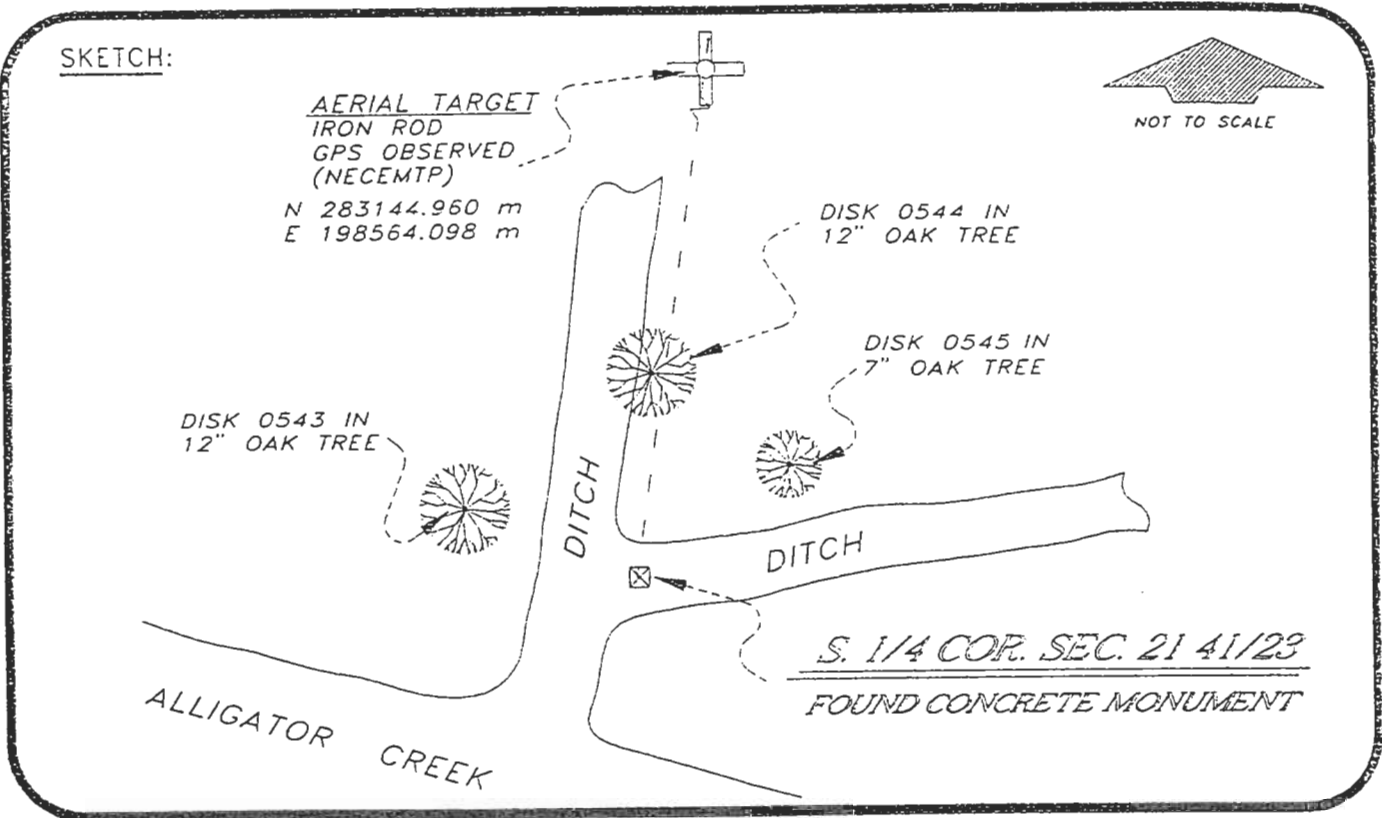 SKETCH:
AERIAL TARGET
IRON ROD
GPS OBSERVED
(NECEMTP)
N 283144.960 m
E 198564.098 m
NOT TO SCALE
DISK 0544 IN
12" OAK TREE
DISK 0545 IN
7" OAK TREE
DISK 0543 IN
12" OAK TREE
DITCH
DITCH
S. 1/4 COR. SEC. 21 41/23
FOUND CONCRETE MONUMENT
ALLIGATOR CREEK